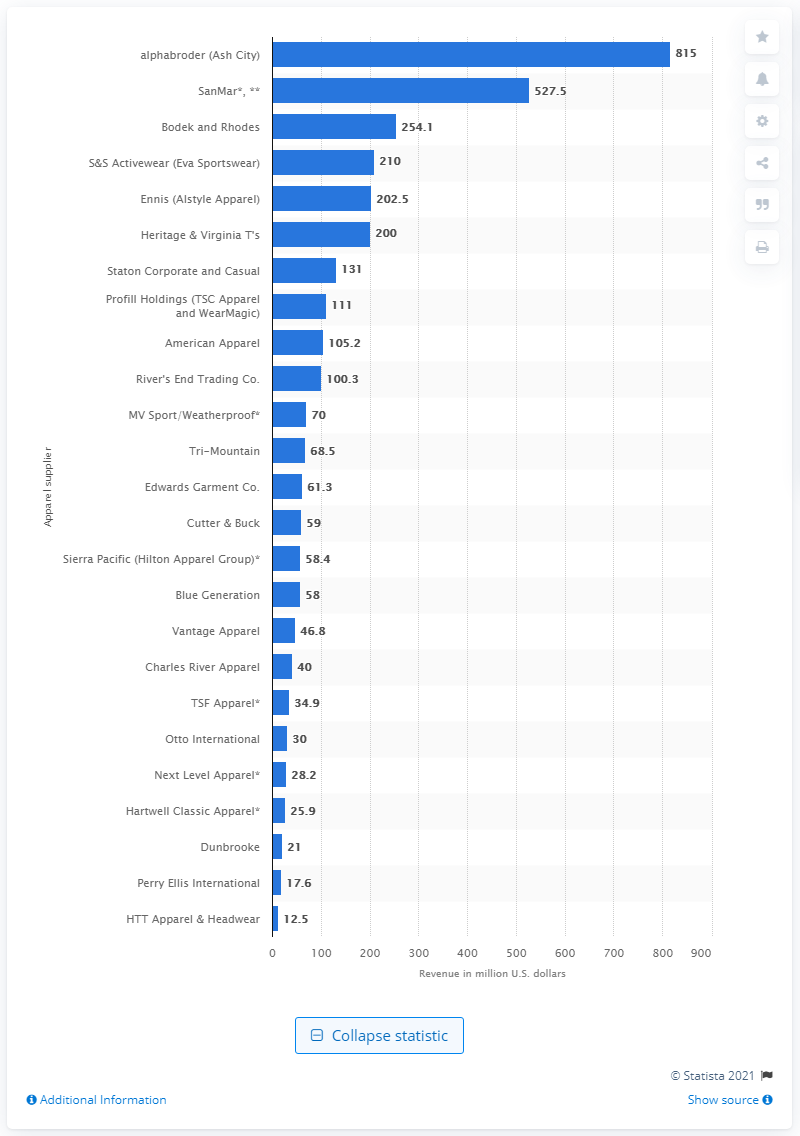 alphabroder (Ash City) 815
SanMar*, ** 527.5
Bodek and Rhodes 254.1
S&S Activewear (Eva Sportswear) 210
Ennis (Alstyle Apparel) 202.5
Heritage & Virginia T's 200
Staton Corporate and Casual 131
Profill Holdings (TSC Apparel
and WearMagic) 111
American Apparel 105.2
River's End Trading Co. 100.3
MV Sport/Weatherproof* 70
Tri-Mountain 68.5
Edwards Garment Co. 61.3
Cutter & Buck 59
Sierra Pacific (Hilton Apparel Group)* 58.4
Blue Generation 58
Vantage Apparel 46.8
Charles River Apparel 40
TSF Apparel* 34.9
Otto International 30
Next Level Apparel* 28.2
Hartwell Classic Apparel* 25.9
Dunbrooke 21
Perry Ellis International 17.6
HTT Apparel & Headwear 12.5
Apparel supplier
0 100 200 300 400 500 600 700 800 900
Revenue in million U.S. dollars
Collapse statistic
© Statista 2021
Additional Information
Show source